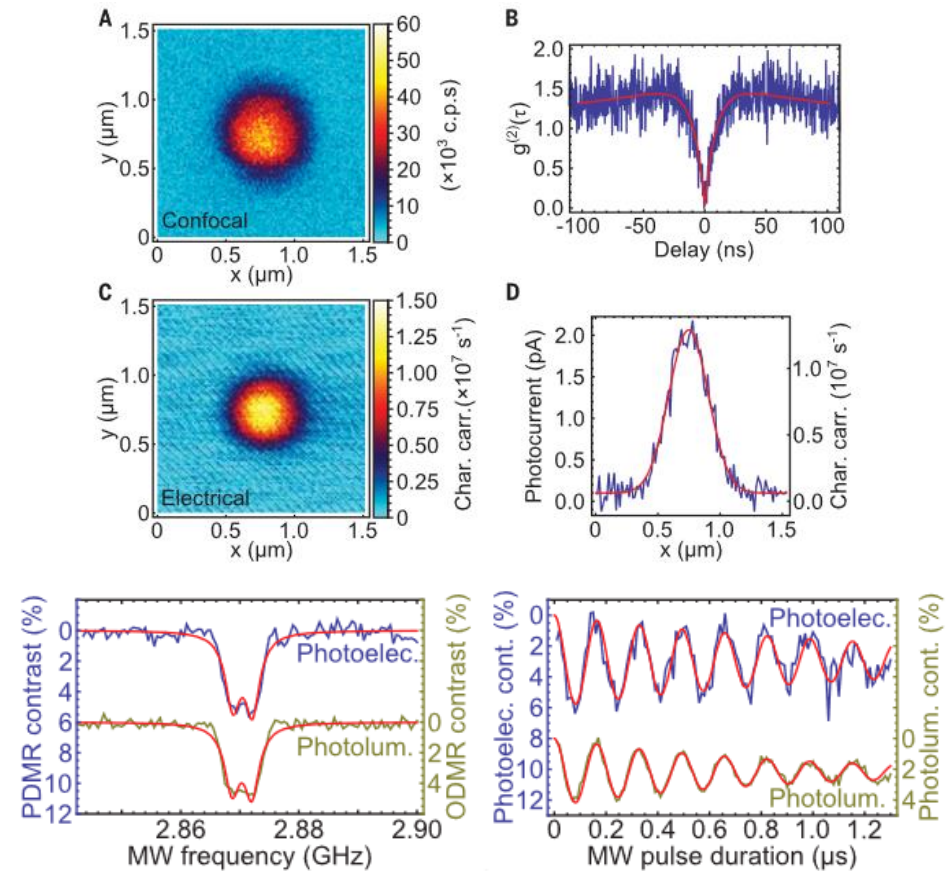 A
y (μm)
1.5
1.0
0.5
0
Confocal
0 0.5 1.0 1.5
x (μm)
60
50
40
30
20
10
0
(×10³ c.p.s)
B
g⁽²⁾(τ)
2.0
1.5
1.0
0.5
0.0
-100 -50 0 50 100
Delay (ns)
C
y (μm)
1.5
1.0
0.5
0
Electrical
0 0.5 1.0 1.5
x (μm)
1.50
1.25
1.00
0.75
0.50
0.25
0
Char. carr.(×10⁷ s⁻¹)
D
Photocurrent (pA)
2.0
1.5
1.0
0.5
0.0
0 0.5 1.0 1.5
x (μm)
1.0
0.5
0.0
Char. carr. (10⁷ s⁻¹)
PDMR contrast (%)
0
2
4
6
8
10
12
Photoelec.
Photolum.
0
2
4
ODMR contrast (%)
2.86 2.88 2.90
MW frequency (GHz)
Photoelec. cont. (%)
0
2
4
6
8
10
12
Photoelec.
Photolum.
0
2
4
Photolum. cont. (%)
0 0.2 0.4 0.6 0.8 1.0 1.2
MW pulse duration (μs)